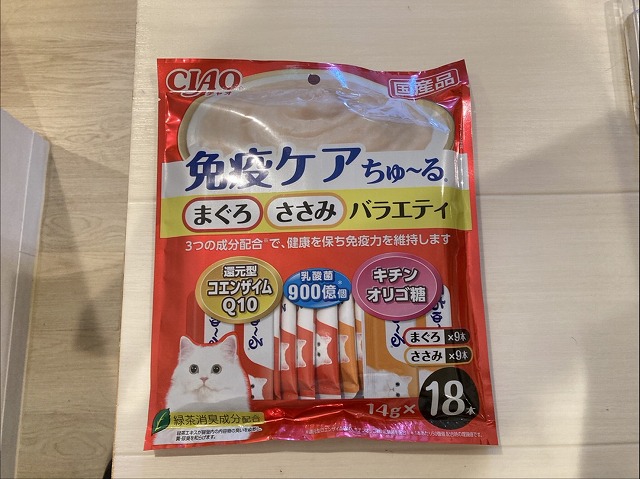 CIAO
チャオ
国産品
免疫ケアちゅ〜る
まぐろ ささみ バラエティ
3つの成分配合※で、健康を保ち免疫力を維持します
還元型
コエンザイム
Q10
乳酸菌
900億個
キチン
オリゴ糖
まぐろ ×9本
ささみ ×9本
14g× 18本
緑茶消臭成分配合